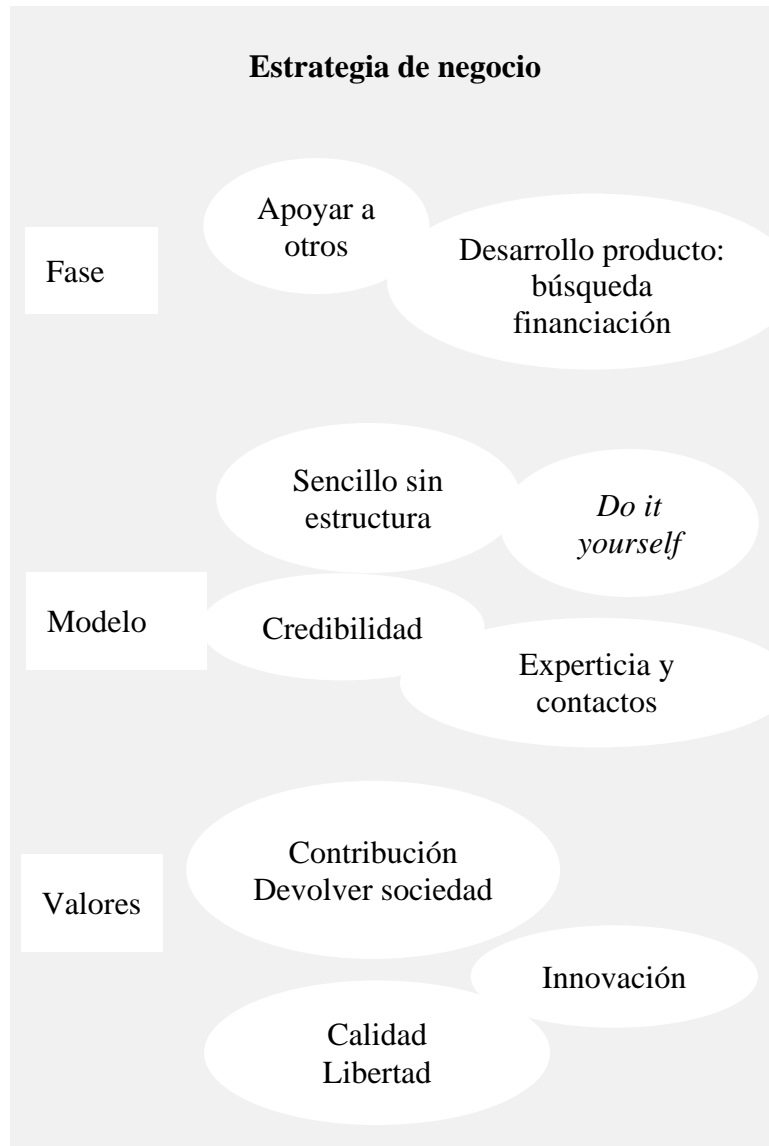 Estrategia de negocio
Fase
Apoyar a
otros
Desarrollo producto:
búsqueda
financiación
Modelo
Sencillo sin
estructura
Do it
yourself
Credibilidad
Experticia y
contactos
Valores
Contribución
Devolver sociedad
Innovación
Calidad
Libertad